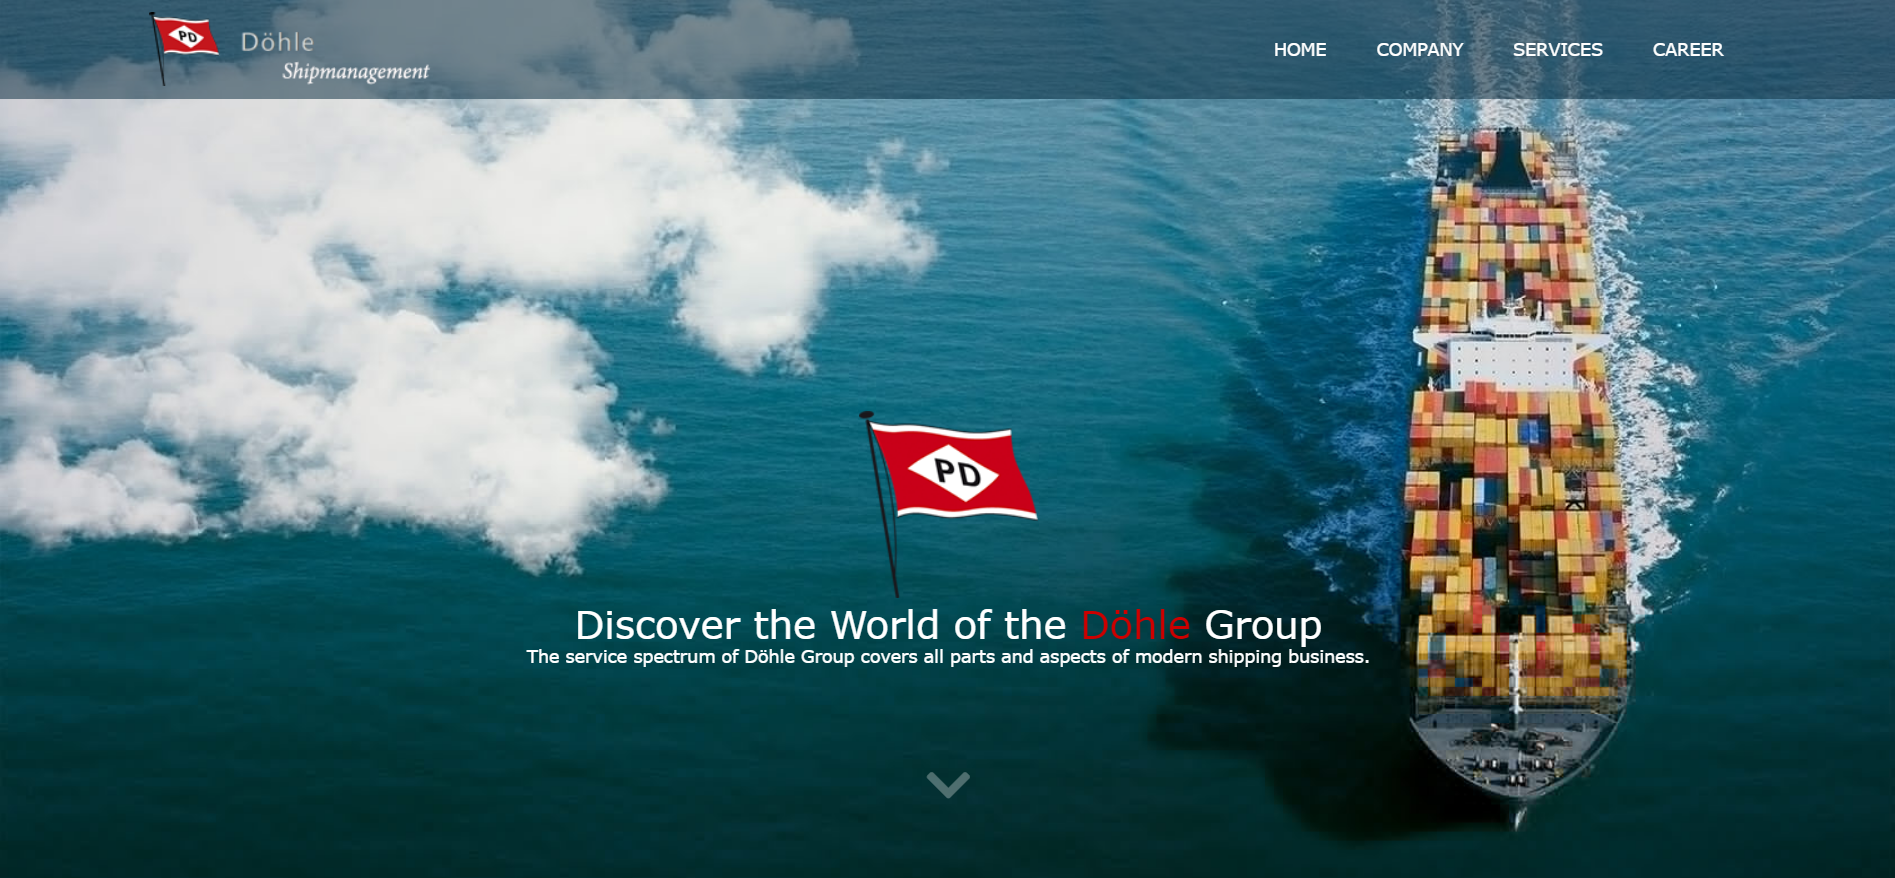 PD
Döhle
Shipmanagement
HOME
COMPANY
SERVICES
CAREER
PD
Discover the World of the Döhle Group
The service spectrum of Döhle Group covers all parts and aspects of modern shipping business.